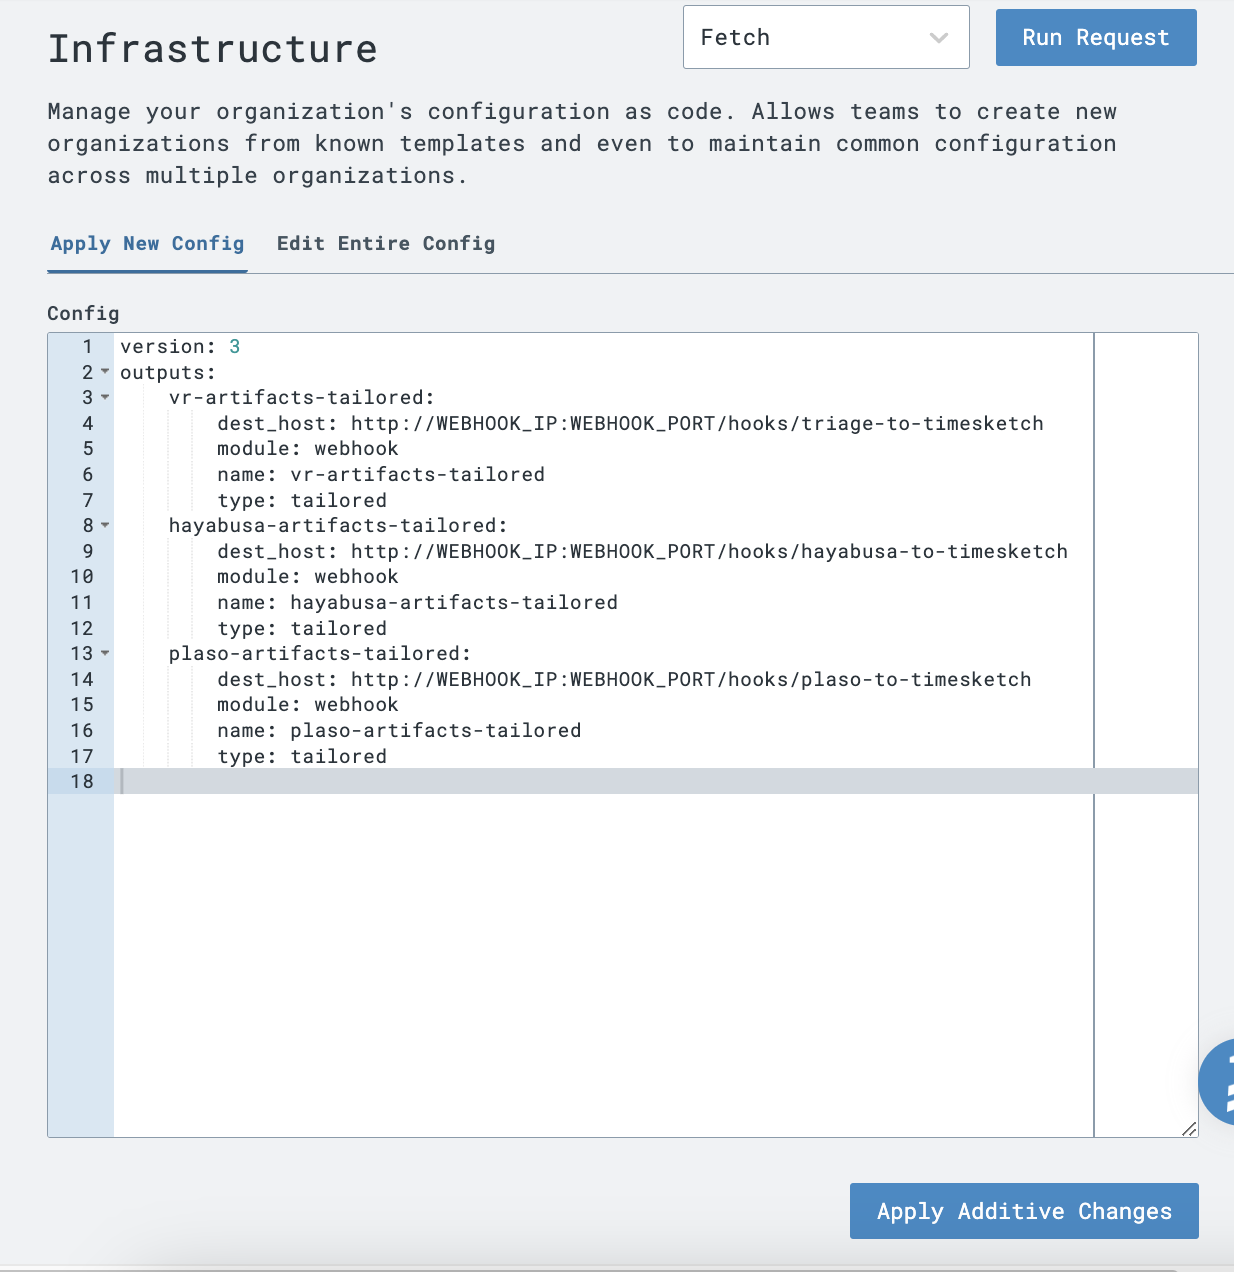 Infrastructure
Fetch
Run Request
Manage your organization's configuration as code. Allows teams to create new
organizations from known templates and even to maintain common configuration
across multiple organizations.
Apply New Config
Edit Entire Config
Config
1 version: 3
2 outputs:
3 vr-artifacts-tailored:
4 dest_host: http://WEBHOOK_IP:WEBHOOK_PORT/hooks/triage-to-timesketch
5 module: webhook
6 name: vr-artifacts-tailored
7 type: tailored
8 hayabusa-artifacts-tailored:
9 dest_host: http://WEBHOOK_IP:WEBHOOK_PORT/hooks/hayabusa-to-timesketch
10 module: webhook
11 name: hayabusa-artifacts-tailored
12 type: tailored
13 plaso-artifacts-tailored:
14 dest_host: http://WEBHOOK_IP:WEBHOOK_PORT/hooks/plaso-to-timesketch
15 module: webhook
16 name: plaso-artifacts-tailored
17 type: tailored
18
Apply Additive Changes